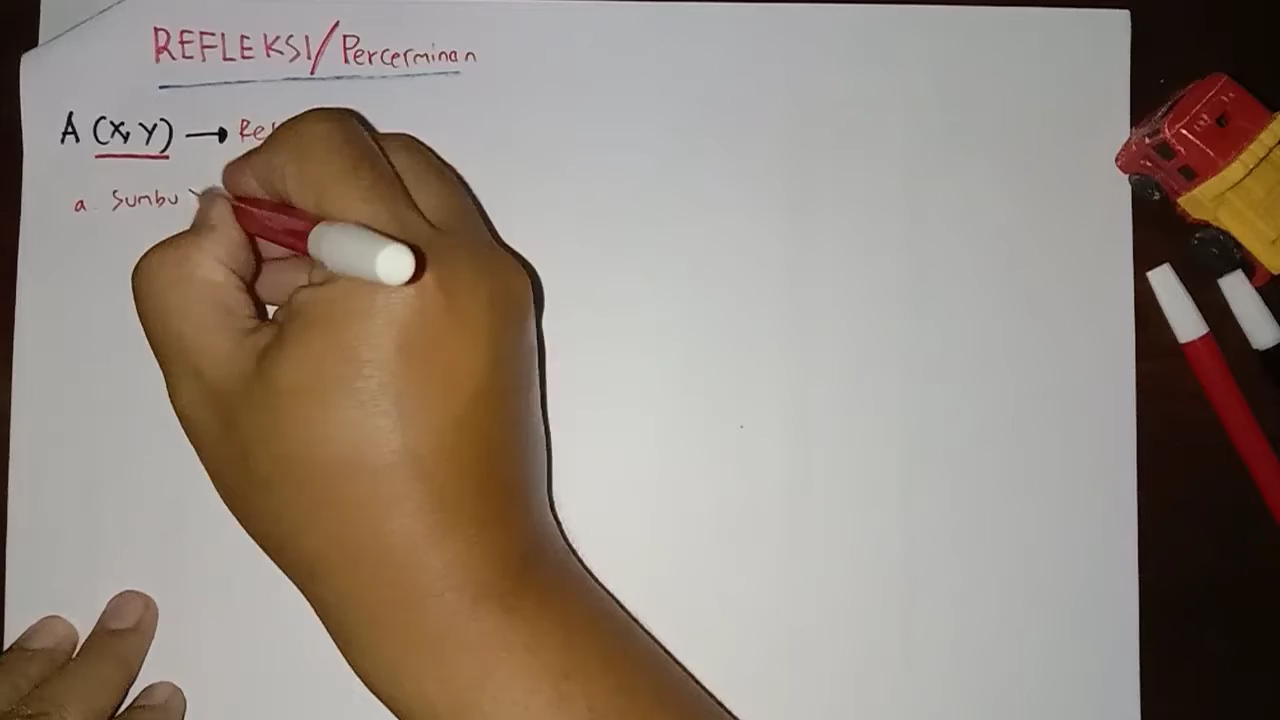 REFLEKSI/Percerminan
A (X, Y) →
a. Sumbu